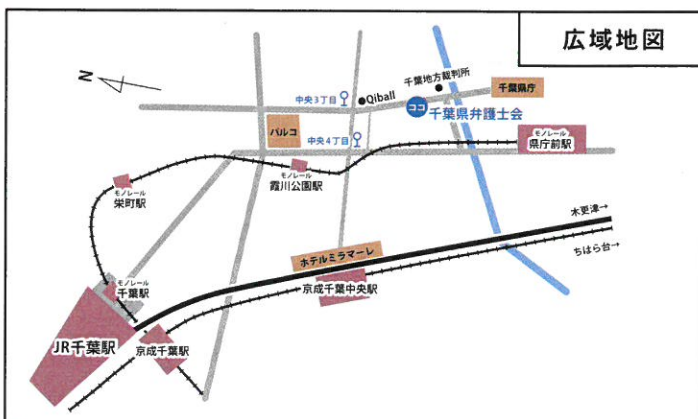 広域地図
N
千葉地方裁判所
千葉県庁
中央3丁目
Qiball
ココ
千葉県弁護士会
パルコ
中央4丁目
モノレール
県庁前駅
モノレール
葭川公園駅
モノレール
栄町駅
木更津→
ちはら台→
ホテルミラマーレ
京成千葉中央駅
モノレール
千葉駅
JR千葉駅
京成千葉駅